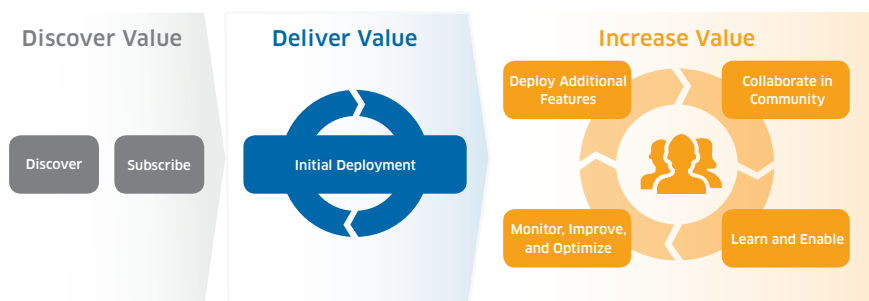 Discover Value
Deliver Value
Increase Value
Discover
Subscribe
Initial Deployment
Deploy Additional
Features
Collaborate in
Community
Monitor, Improve,
and Optimize
Learn and Enable